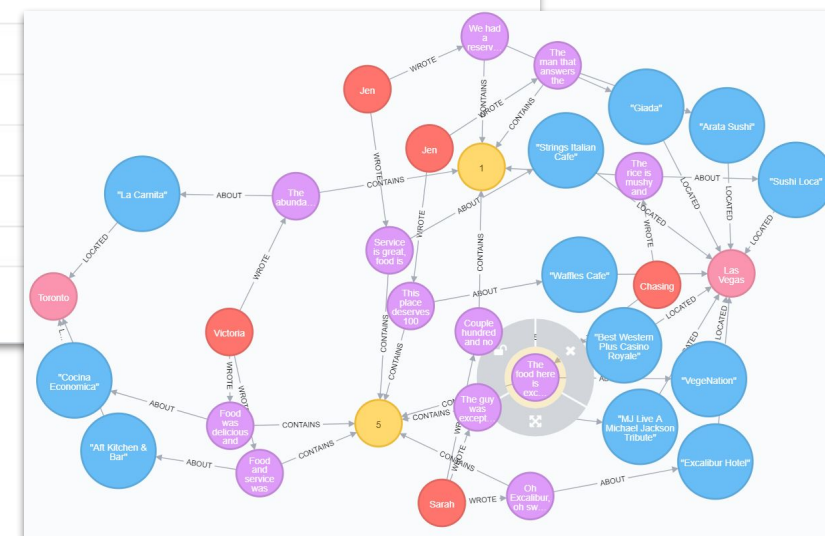 We had
a
reserv...
WROTE
Jen
CONTAINS
The
man that
answers
the
WROTE
CONTAINS
Jen
"Giada"
"Arata Sushi"
"Strings Italian
Cafe"
1
The
rice is
mushy
and
ABOUT
"Sushi Loca"
"La Carnita"
ABOUT
The
abunda...
CONTAINS
WROTE
ABOUT
LOCATED
LOCATED
LOCATED
LOCATED
LOCATED
WROTE
WROTE
Service
is great,
food is
WROTE
CONTAINS
Toronto
"Waffles Cafe"
Chasing
Las
Vegas
This
place
deserves
100
ABOUT
LOCATED
LOCATED
Victoria
Couple
hundred
and no
"Best Western
Plus Casino
Royale"
CONTAINS
CONTAINS
"Cocina
Economica"
WROTE
The
food here
is
exc...
"VegeNation"
ABOUT
The guy
was
except...
"MJ Live A
Michael Jackson
Tribute"
Food
was
delicious
and
CONTAINS
5
CONTAINS
"Aft Kitchen &
Bar"
ABOUT
Food
and
service
was
CONTAINS
CONTAINS
WROTE
"Excalibur Hotel"
Sarah
WROTE
Oh
Excalibur,
oh sw...
ABOUT